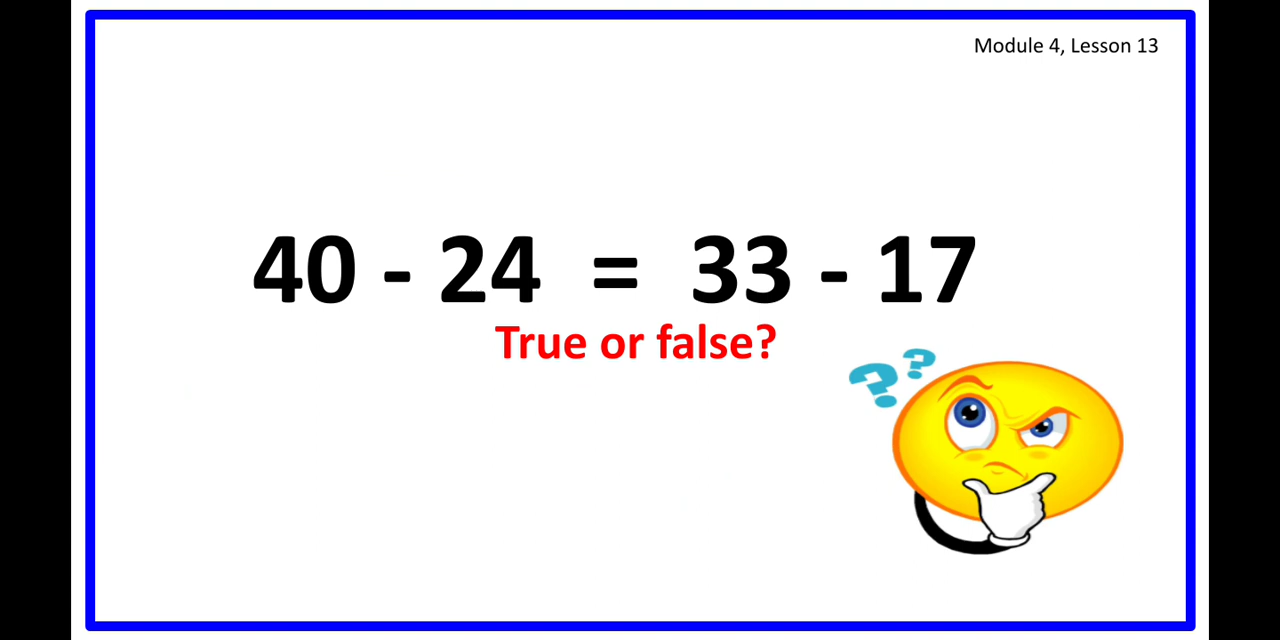 Module 4, Lesson 13
40 - 24 = 33 - 17
True or false?
? ?